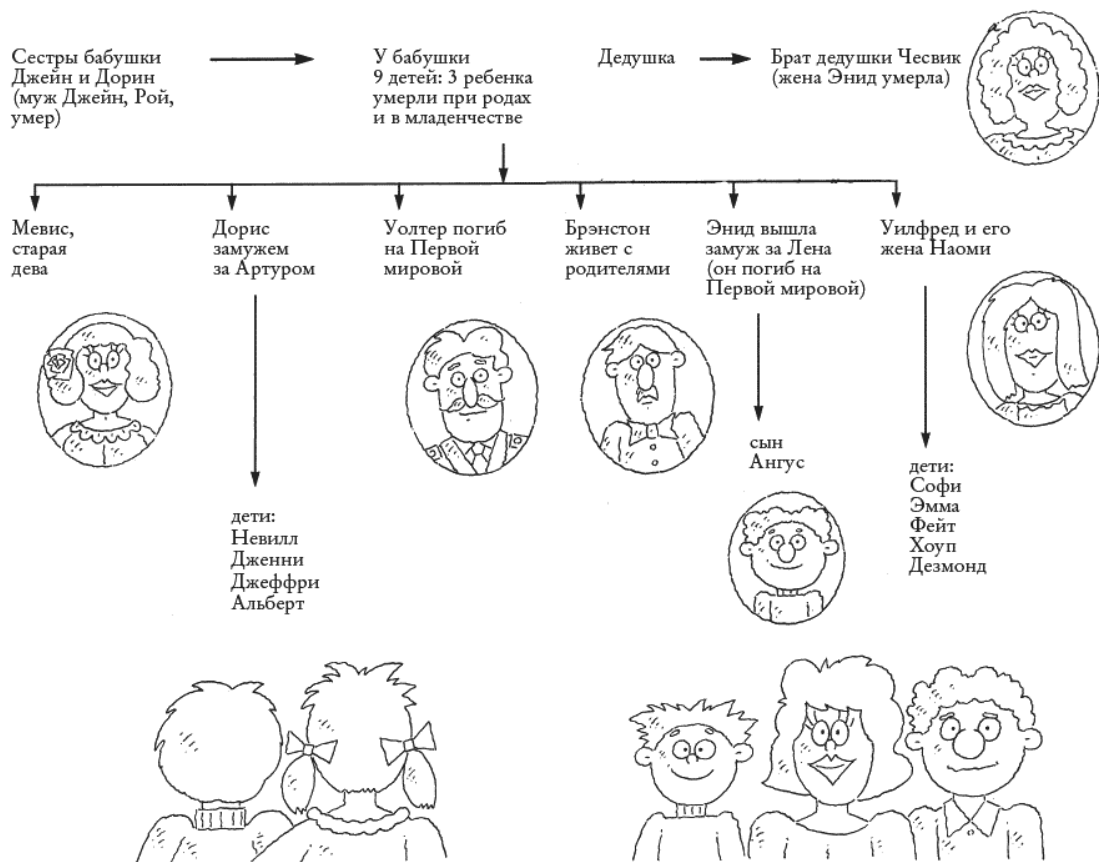 Сестры бабушки
Джейн и Дорин
(муж Джейн, Рой,
умер)
У бабушки
9 детей: 3 ребенка
умерли при родах
и в младенчестве
Дедушка
Брат дедушки Чесвик
(жена Энид умерла)
Мевис,
старая
дева
Дорис
замужем
за Артуром
Уолтер погиб
на Первой
мировой
Брэнстон
живет с
родителями
Энид вышла
замуж за Лена
(он погиб на
Первой мировой)
Уилфред и его
жена Наоми
дети:
Невилл
Дженни
Джеффри
Альберт
сын
Ангус
дети:
Софи
Эмма
Фейт
Хоуп
Дезмонд